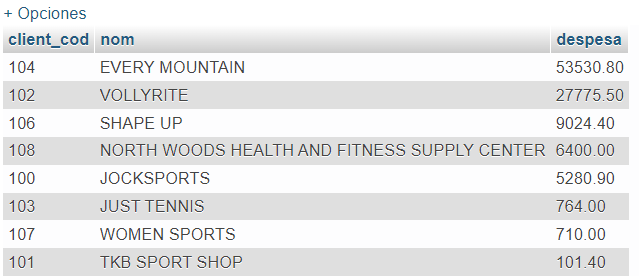 + Opciones
client_cod nom despesa
104 EVERY MOUNTAIN 53530.80
102 VOLLYRITE 27775.50
106 SHAPE UP 9024.40
108 NORTH WOODS HEALTH AND FITNESS SUPPLY CENTER 6400.00
100 JOCKSPORTS 5280.90
103 JUST TENNIS 764.00
107 WOMEN SPORTS 710.00
101 TKB SPORT SHOP 101.40